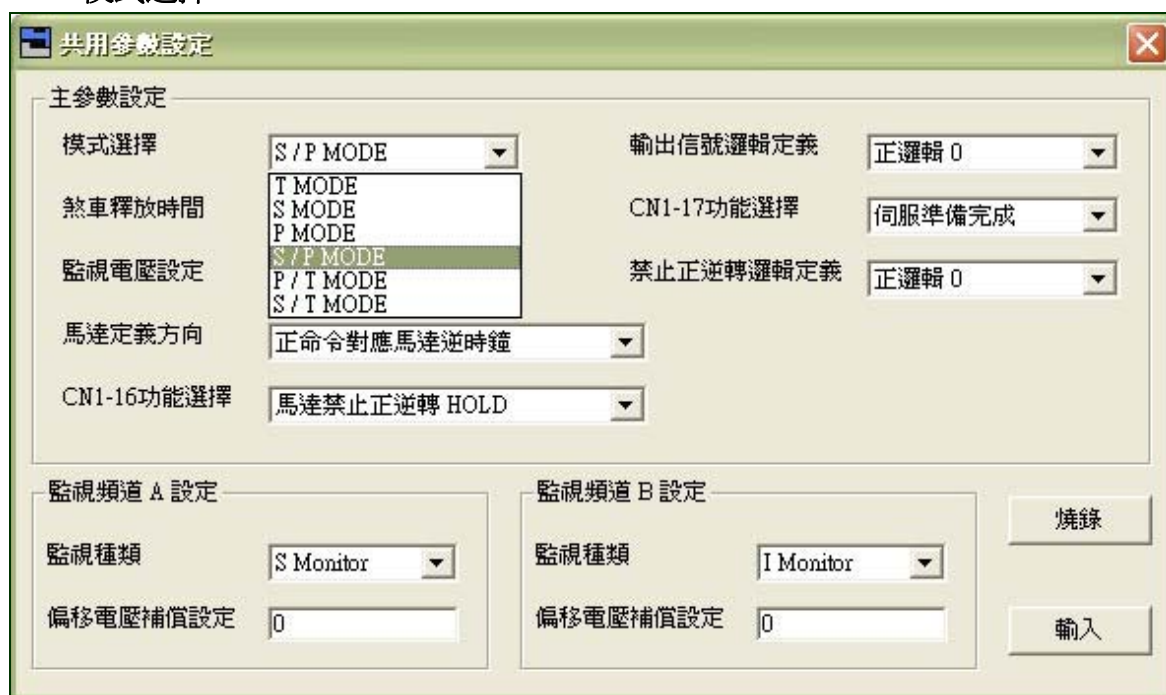 共用參數設定
主參數設定
模式選擇
S / P MODE
T MODE
S MODE
P MODE
S / P MODE
P / T MODE
S / T MODE
煞車釋放時間
監視電壓設定
馬達定義方向
正命令對應馬達逆時鐘
CN1-16功能選擇
馬達禁止正逆轉 HOLD
輸出信號邏輯定義
正邏輯 0
CN1-17功能選擇
伺服準備完成
禁止正逆轉邏輯定義
正邏輯 0
監視頻道 A 設定
監視種類
S Monitor
偏移電壓補償設定
0
監視頻道 B 設定
監視種類
I Monitor
偏移電壓補償設定
0
燒錄
輸入